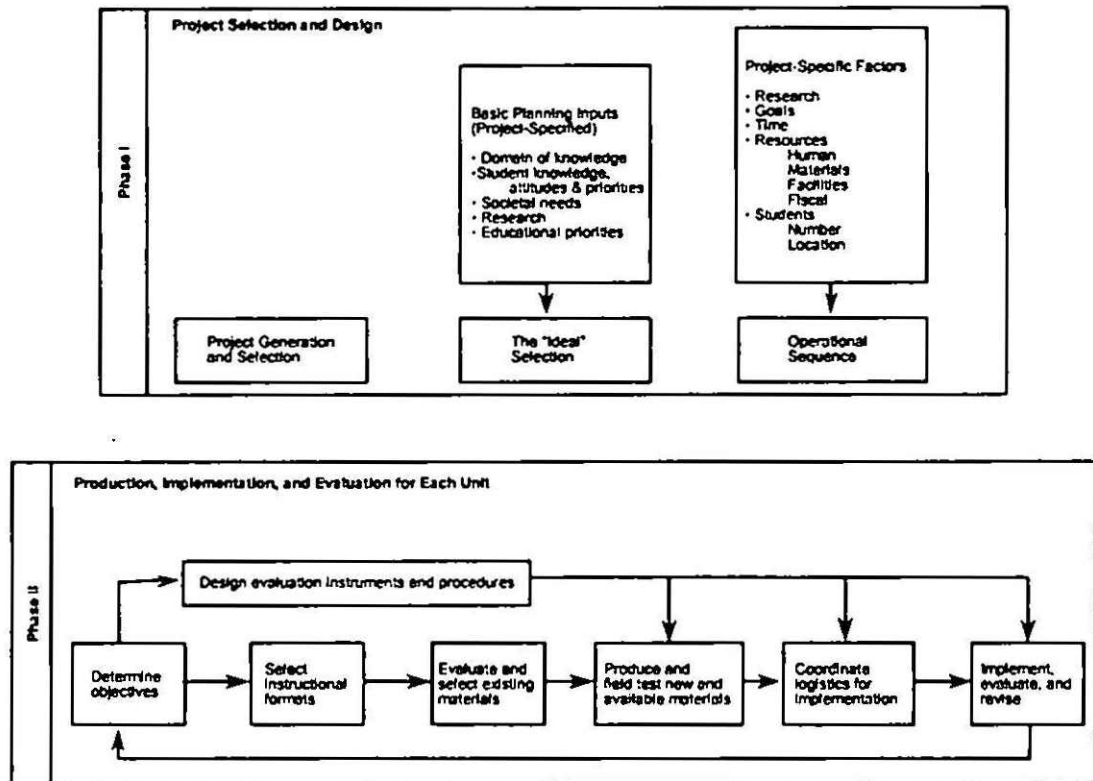 Phase I
Project Selection and Design
Basic Planning Inputs
(Project-Specified)
· Domain of knowledge
·Student knowledge,
attitudes & priorities
· Societal needs
· Research
· Educational priorities
Project-Specific Factors
· Research
· Goals
· Time
· Resources
Human
Materials
Facilities
Fiscal
· Students
Number
Location
Project Generation
and Selection
The "Ideal"
Selection
Operational
Sequence
Phase II
Production, Implementation, and Evaluation for Each Unit
Design evaluation instruments and procedures
Determine
objectives
Select
instructional
formats
Evaluate and
select existing
materials
Produce and
field test new and
available materials
Coordinate
logistics for
implementation
Implement,
evaluate, and
revise